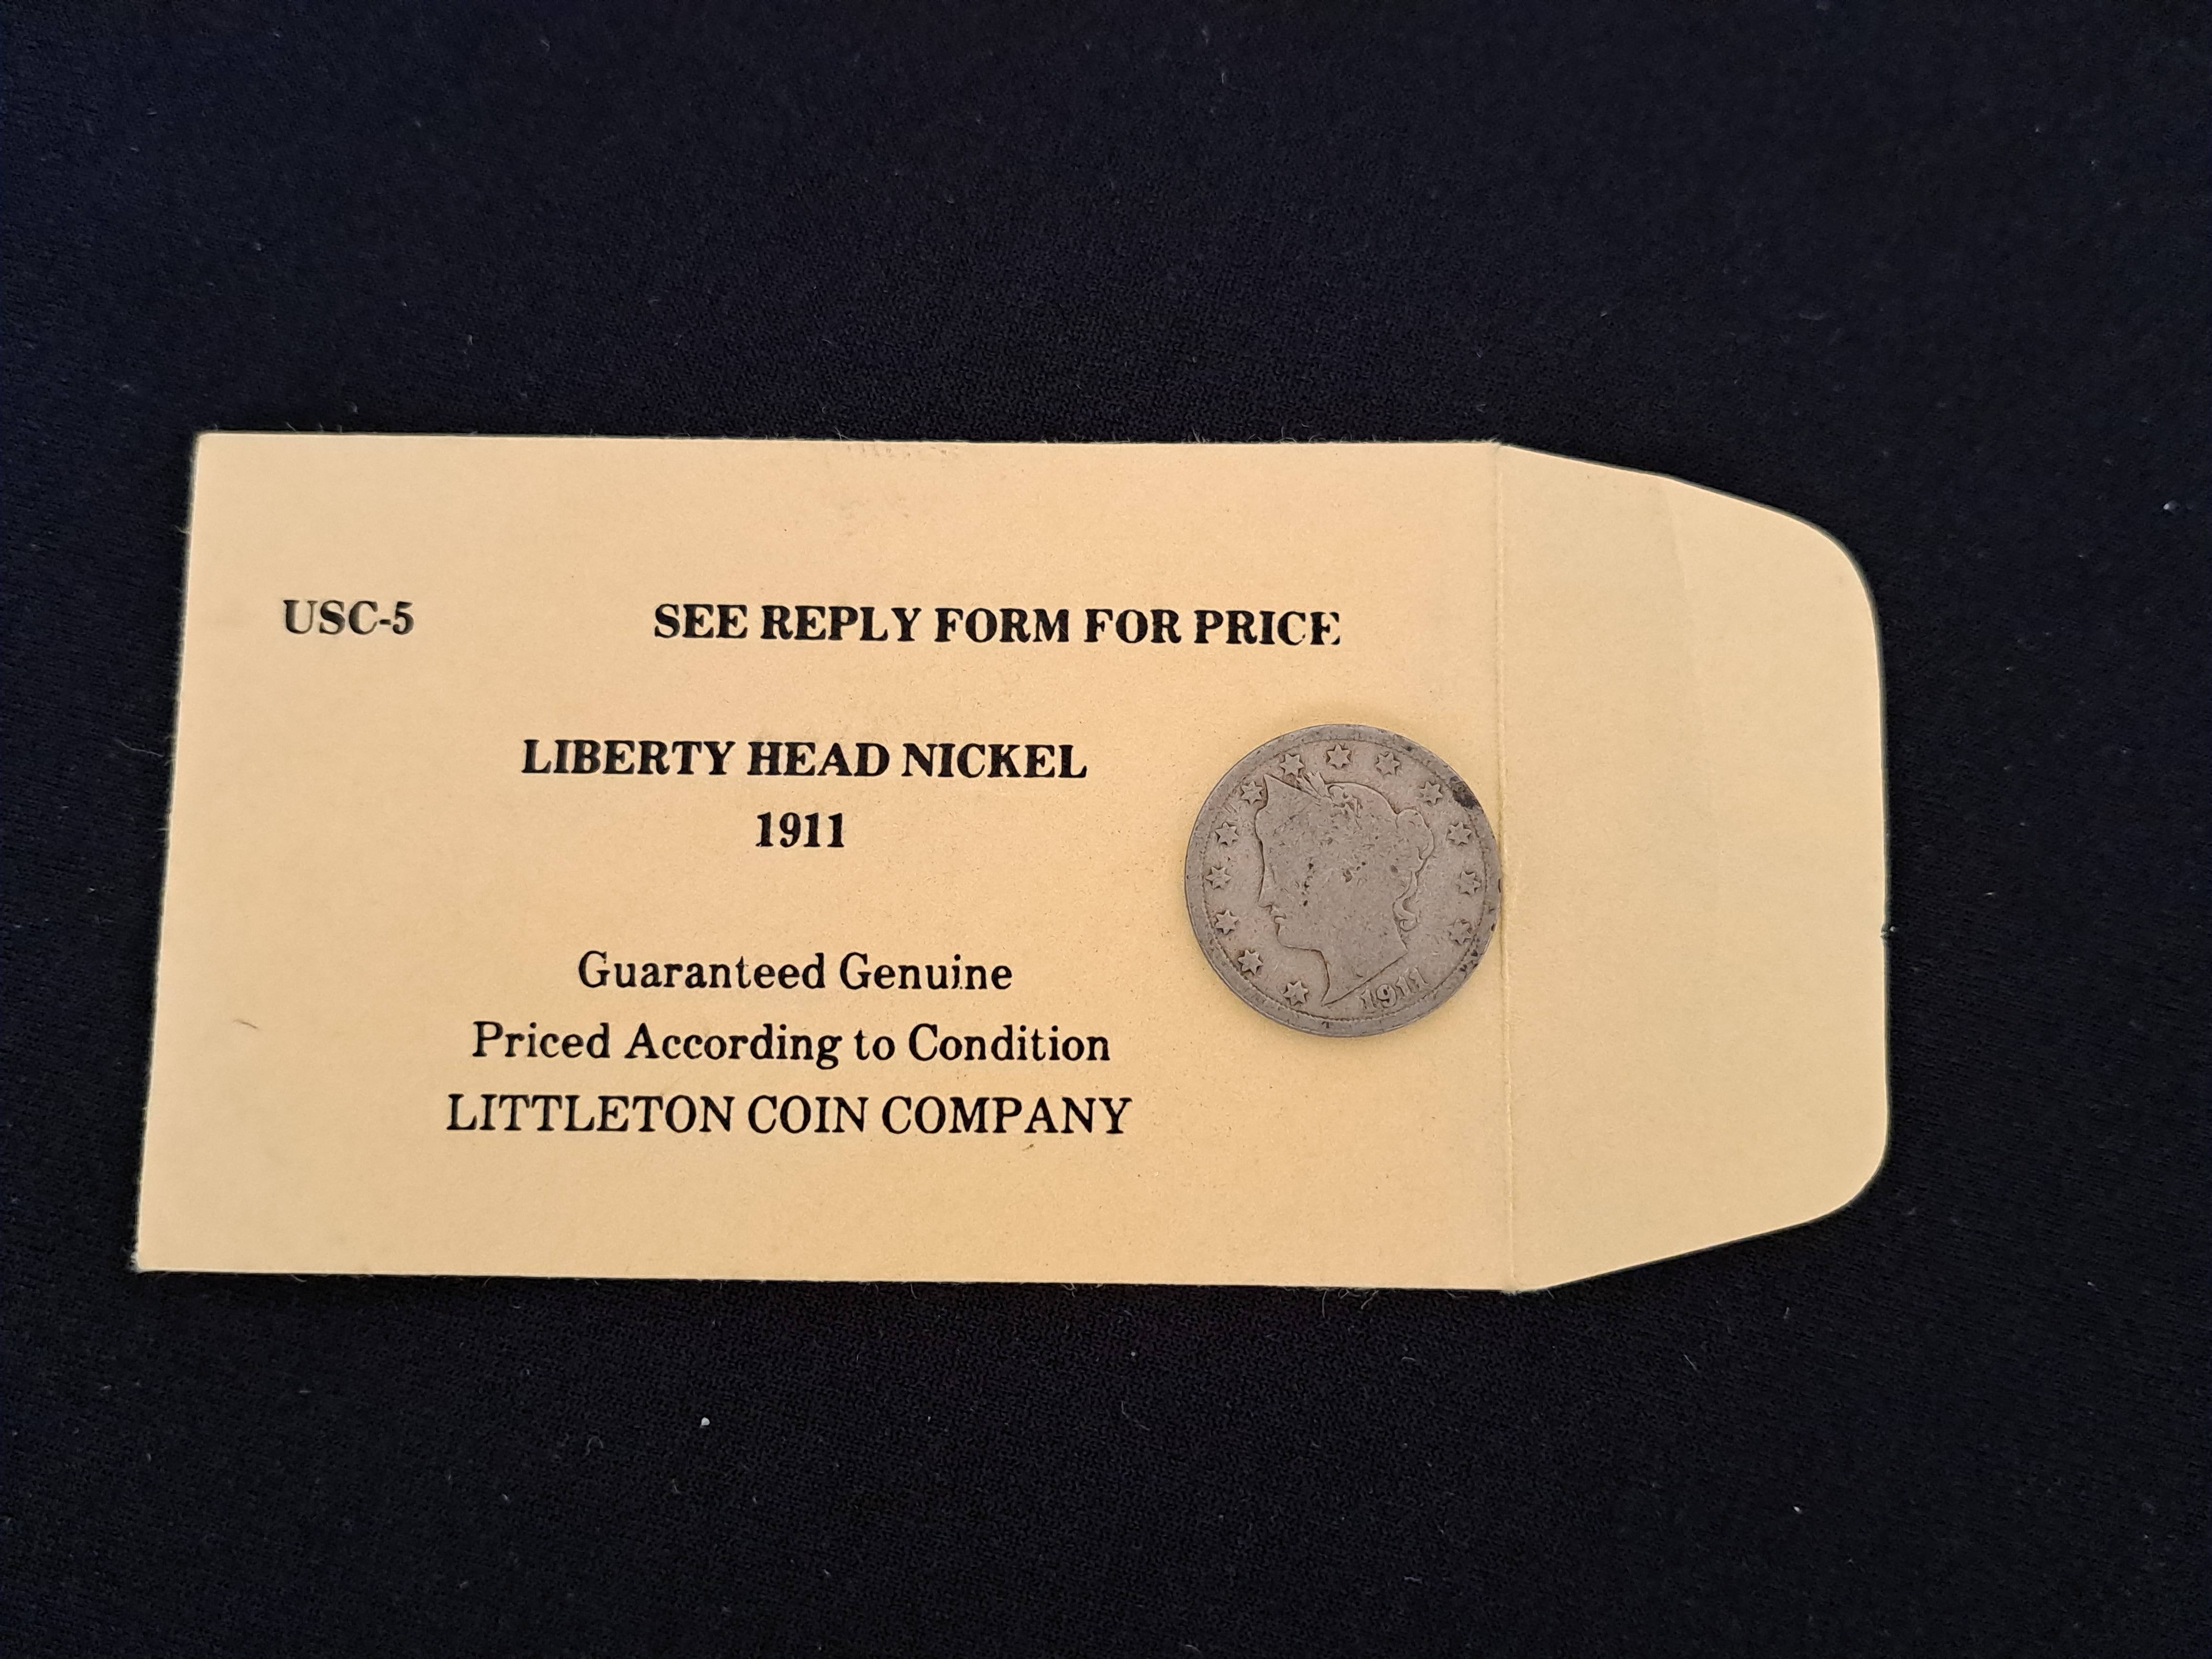 USC-5 SEE REPLY FORM FOR PRICE
LIBERTY HEAD NICKEL
1911
Guaranteed Genuine
Priced According to Condition
LITTLETON COIN COMPANY
1911